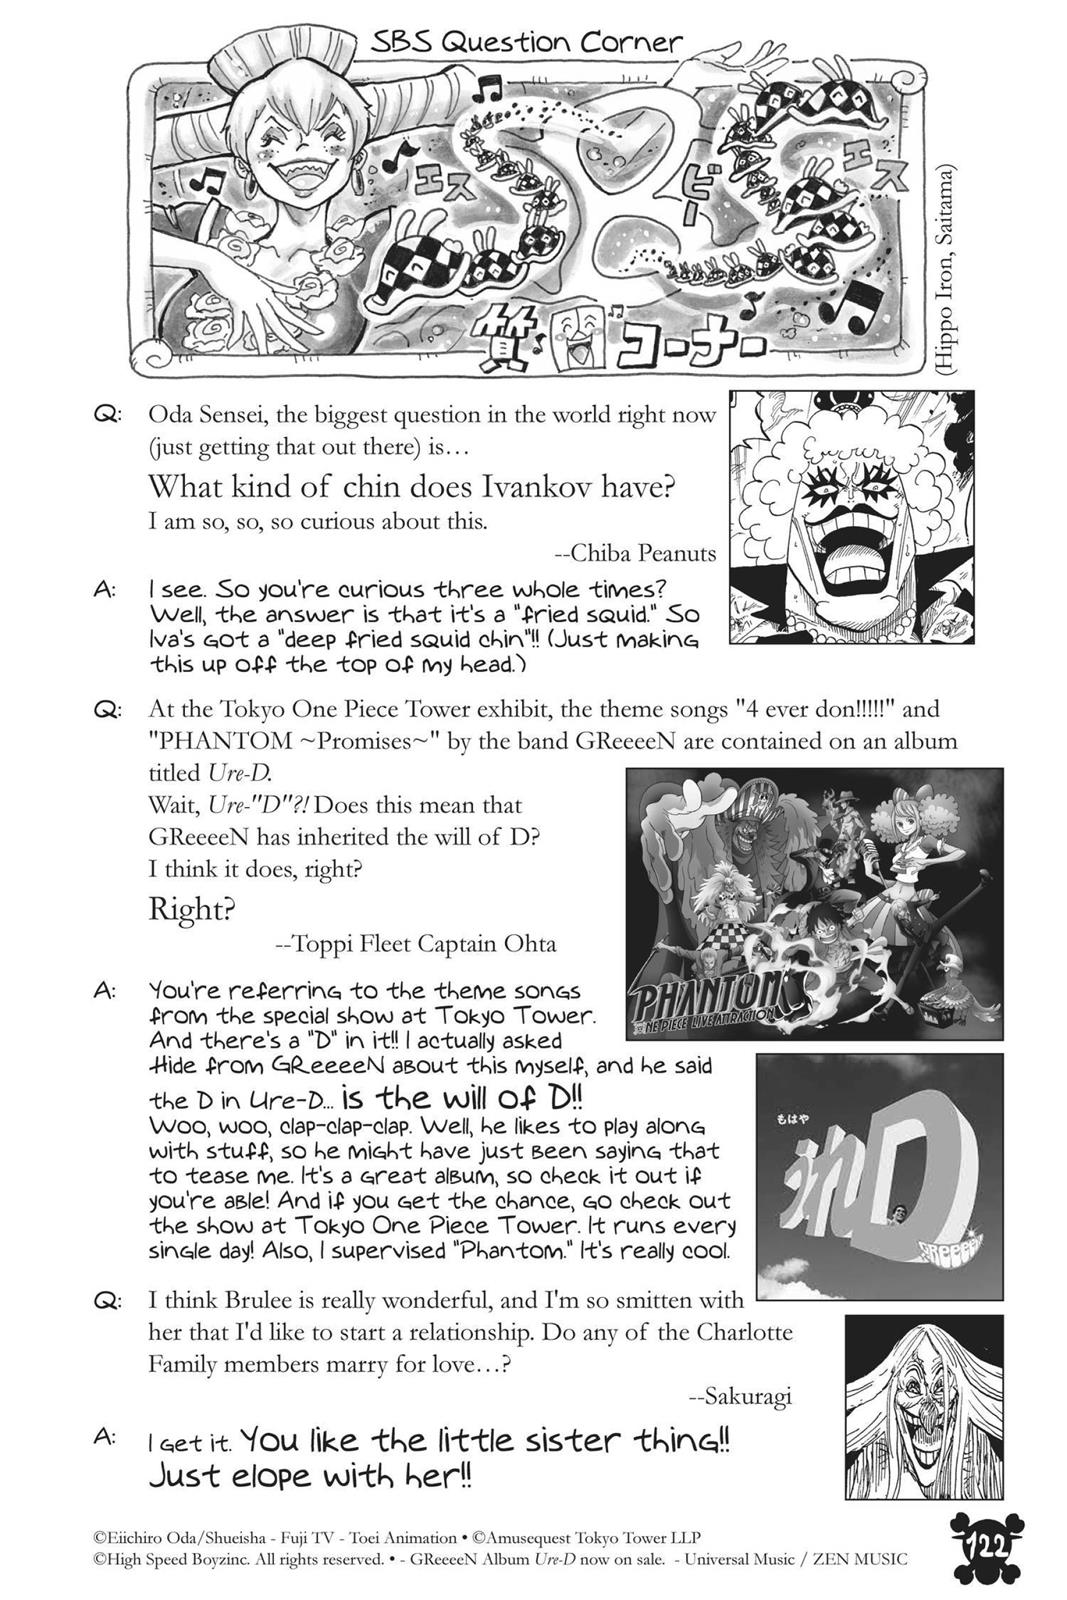 SBS Question Corner
エス
ビー
エス
質問コーナー
(Hippo Iron, Saitama)
Q: Oda Sensei, the biggest question in the world right now
(just getting that out there) is…
What kind of chin does Ivankov have?
I am so, so, so curious about this.
--Chiba Peanuts
A: I see. So you're curious three whole times?
Well, the answer is that it's a "fried squid." So
Iva's got a "deep fried squid chin"!! (Just making
this up off the top of my head.)
Q: At the Tokyo One Piece Tower exhibit, the theme songs "4 ever don!!!!!" and
"PHANTOM ~Promises~" by the band GReeeeN are contained on an album
titled Ure-D.
Wait, Ure-"D"?! Does this mean that
GReeeeN has inherited the will of D?
I think it does, right?
Right?
--Toppi Fleet Captain Ohta
PHANTOM
ONE PIECE LIVE ATTRACTION
A: You're referring to the theme songs
from the special show at Tokyo Tower.
And there's a "D" in it!! I actually asked
Hide from GReeeeN about this myself, and he said
the D in Ure-D... is the will of D!!
Woo, woo, clap-clap-clap. Well, he likes to play along
with stuff, so he might have just been saying that
to tease me. It's a great album, so check it out if
you're able! And if you get the chance, go check out
the show at Tokyo One Piece Tower. It runs every
single day! Also, I supervised "Phantom." It's really cool.
もはや
うれD
GReeeeN
Q: I think Brulee is really wonderful, and I'm so smitten with
her that I'd like to start a relationship. Do any of the Charlotte
Family members marry for love…?
--Sakuragi
A: I get it. You like the little sister thing!!
Just elope with her!!
©Eiichiro Oda/Shueisha - Fuji TV - Toei Animation • ©Amusequest Tokyo Tower LLP
©High Speed Boyzinc. All rights reserved. • - GReeeeN Album Ure-D now on sale. - Universal Music / ZEN MUSIC
122